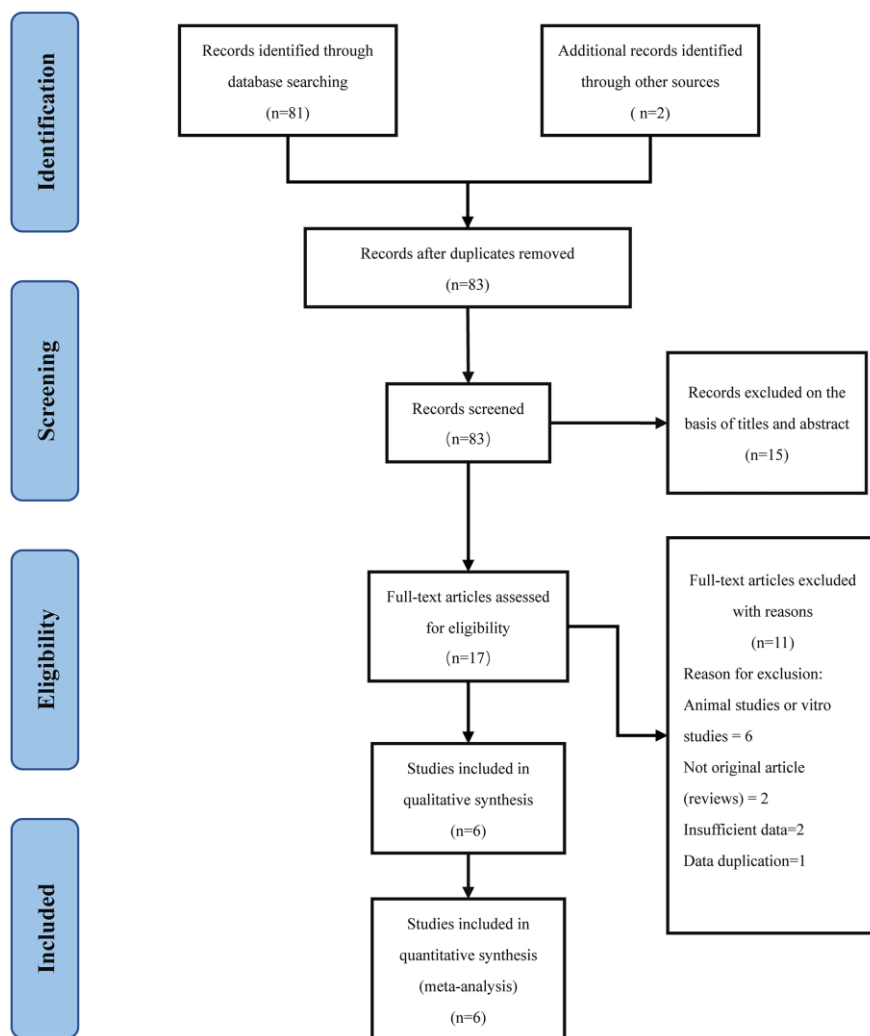 Identification
Records identified through
database searching
(n=81)
Additional records identified
through other sources
( n=2)
Records after duplicates removed
(n=83)
Screening
Records screened
（n=83）
Records excluded on the
basis of titles and abstract
(n=15)
Eligibility
Full-text articles assessed
for eligibility
（n=17）
Full-text articles excluded
with reasons
(n=11)
Reason for exclusion:
Animal studies or vitro
studies = 6
Not original article
(reviews) = 2
Insufficient data=2
Data duplication=1
Studies included in
qualitative synthesis
(n=6)
Included
Studies included in
quantitative synthesis
(meta-analysis)
(n=6)